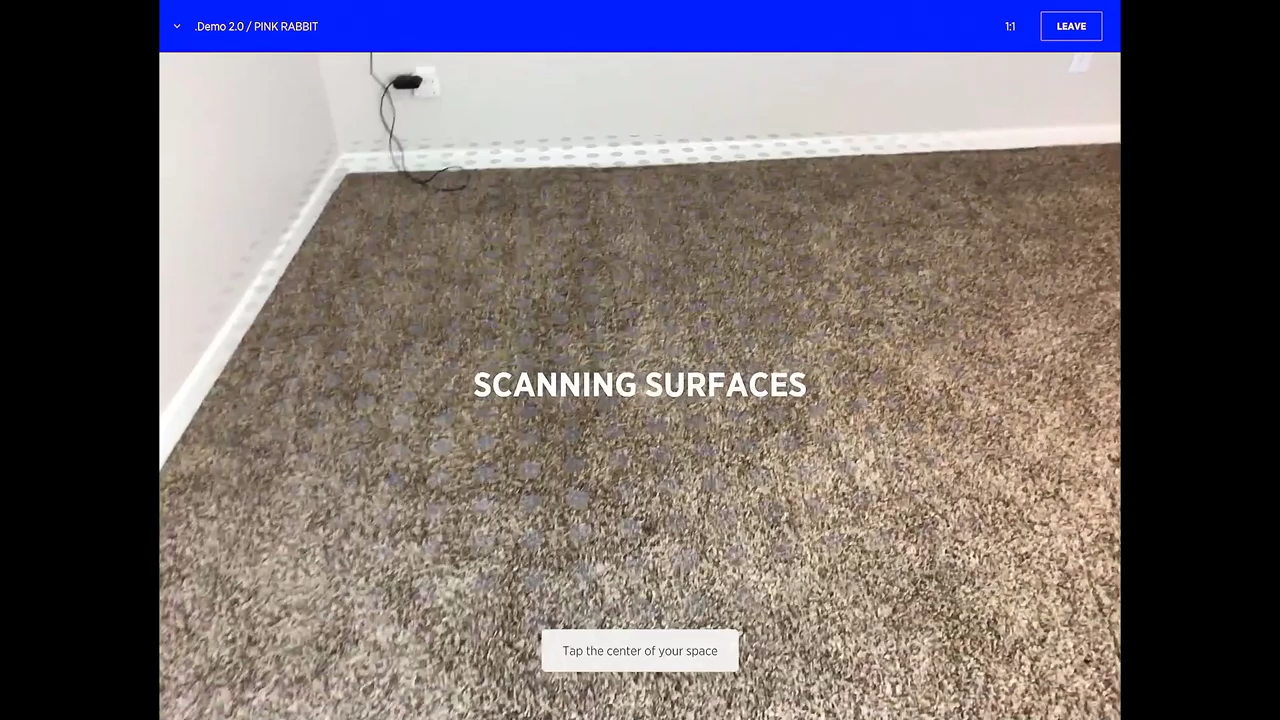 .Demo 2.0 / PINK RABBIT
1:1
LEAVE
SCANNING SURFACES
Tap the center of your space